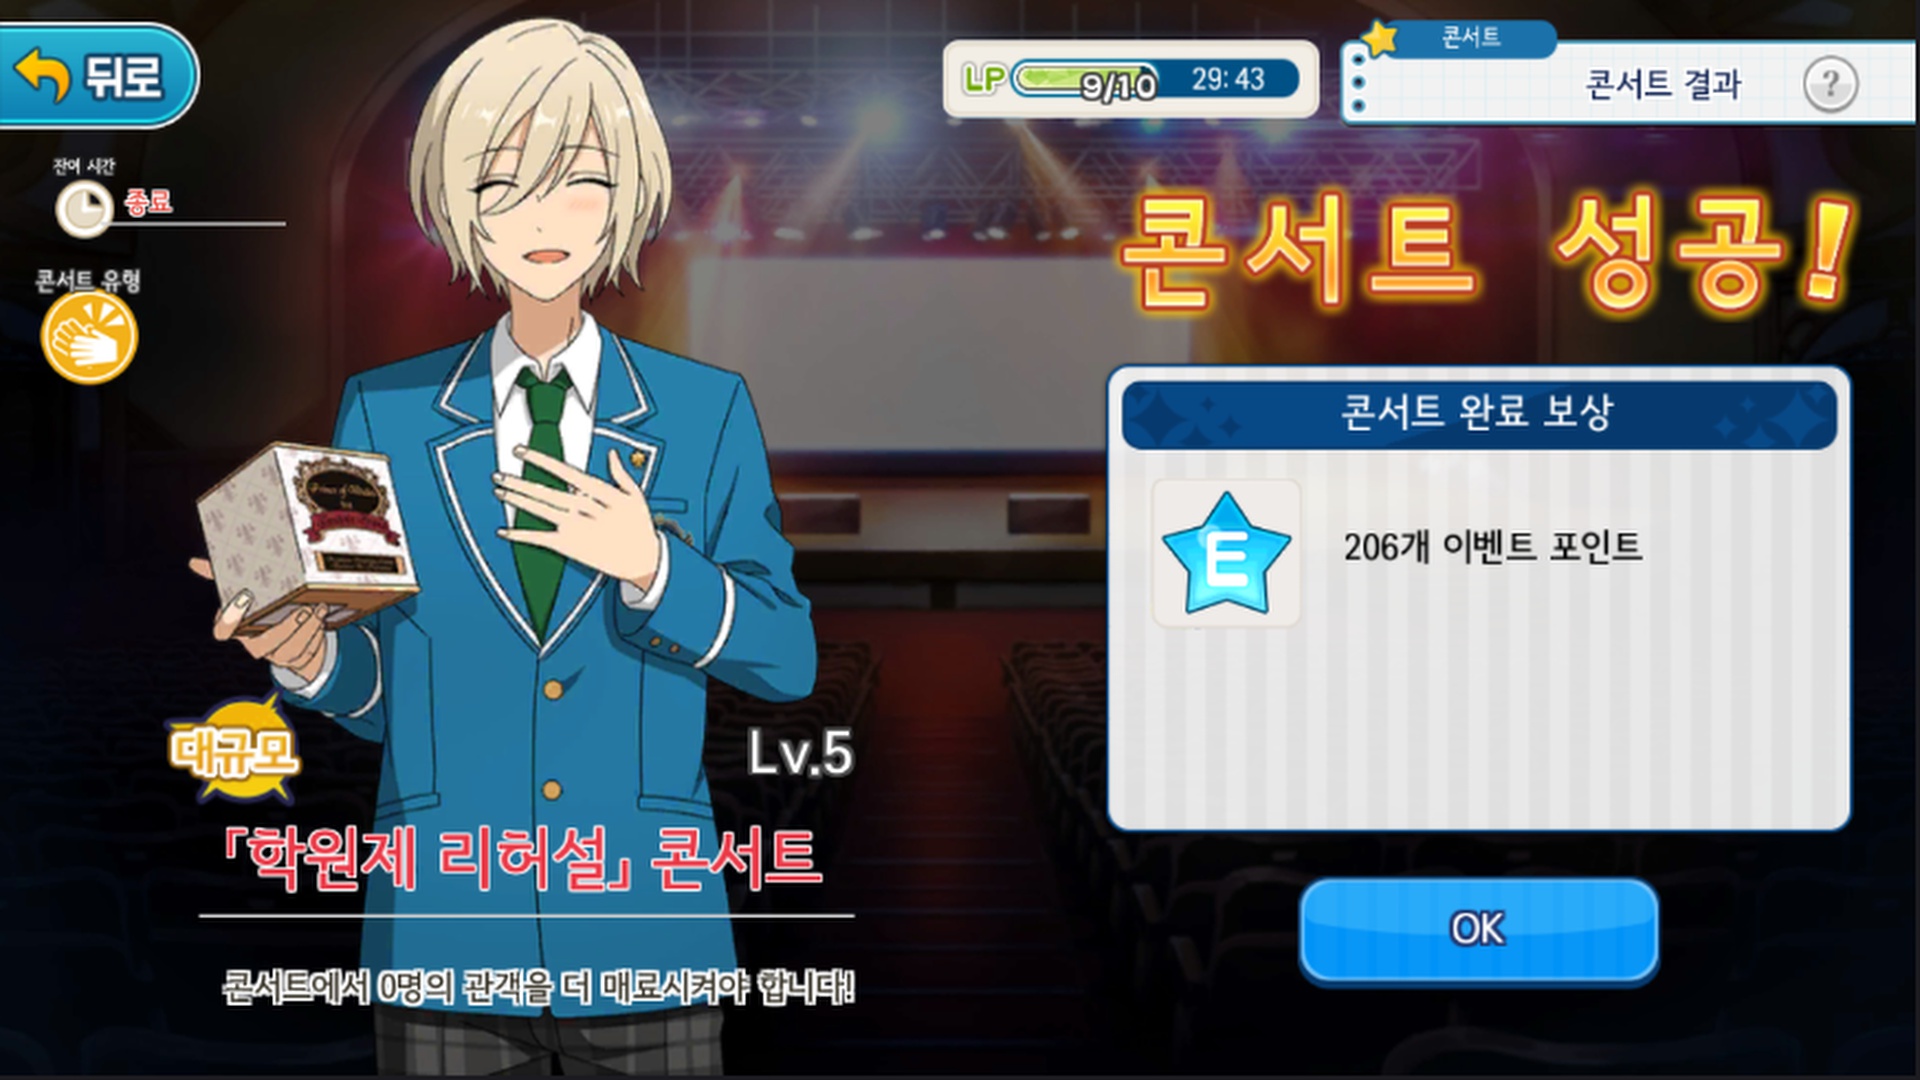 뒤로
LP 9/10 29:43
콘서트
콘서트 결과
?
잔여 시간
종료
콘서트 유형
콘서트 성공!
콘서트 완료 보상
E
206개 이벤트 포인트
대규모
Lv.5
「학원제 리허설」 콘서트
콘서트에서 0명의 관객을 더 매료시켜야 합니다!
OK